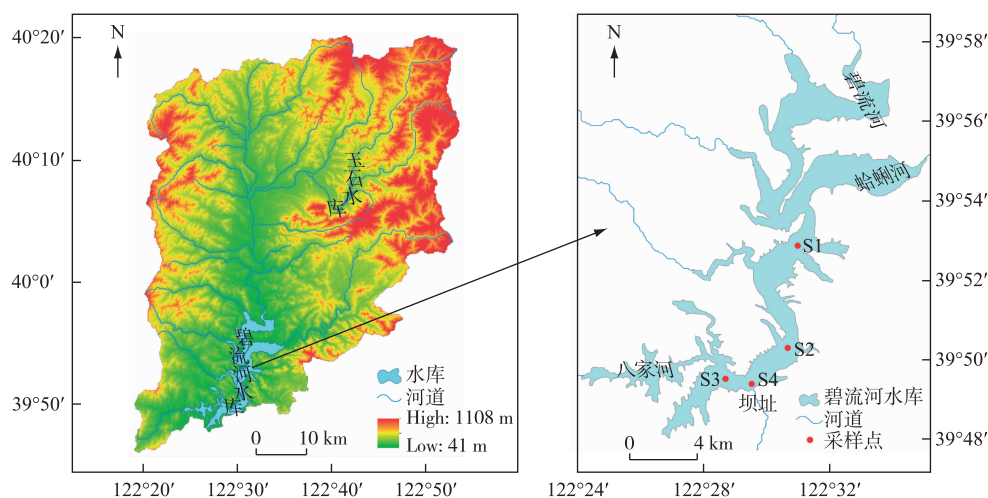 40°20′
40°10′
40°0′
39°50′
N
玉石水库
碧流河水库
水库
河道
High: 1108 m
Low: 41 m
0 10 km
122°20′ 122°30′ 122°40′ 122°50′
N
碧流河
蛤蜊河
S1
S2
八家河
S3 S4
坝址
碧流河水库
河道
采样点
0 4 km
39°58′
39°56′
39°54′
39°52′
39°50′
39°48′
122°24′ 122°28′ 122°32′